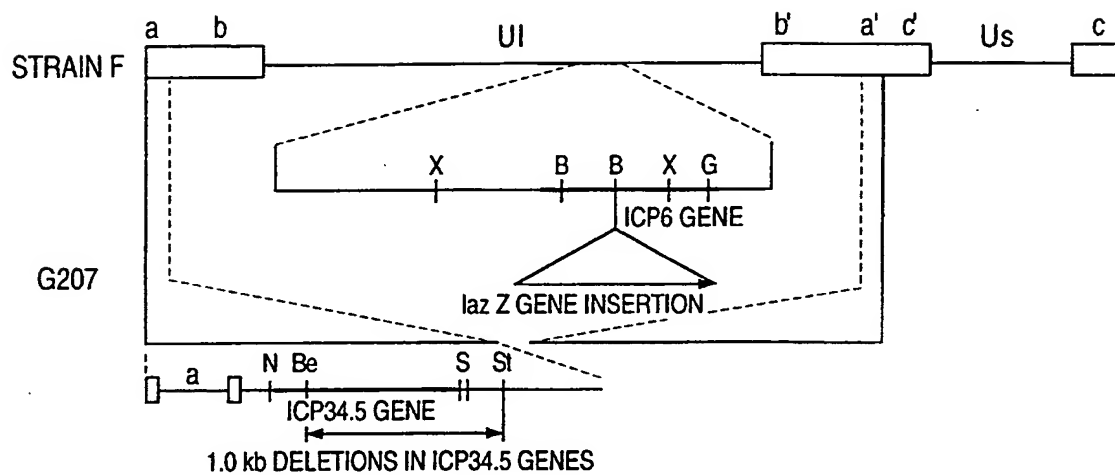 a b Ul b' a' c' Us c
STRAIN F
X B B X G
ICP6 GENE
G207
laz Z GENE INSERTION
a N Be S St
ICP34.5 GENE
1.0 kb DELETIONS IN ICP34.5 GENES